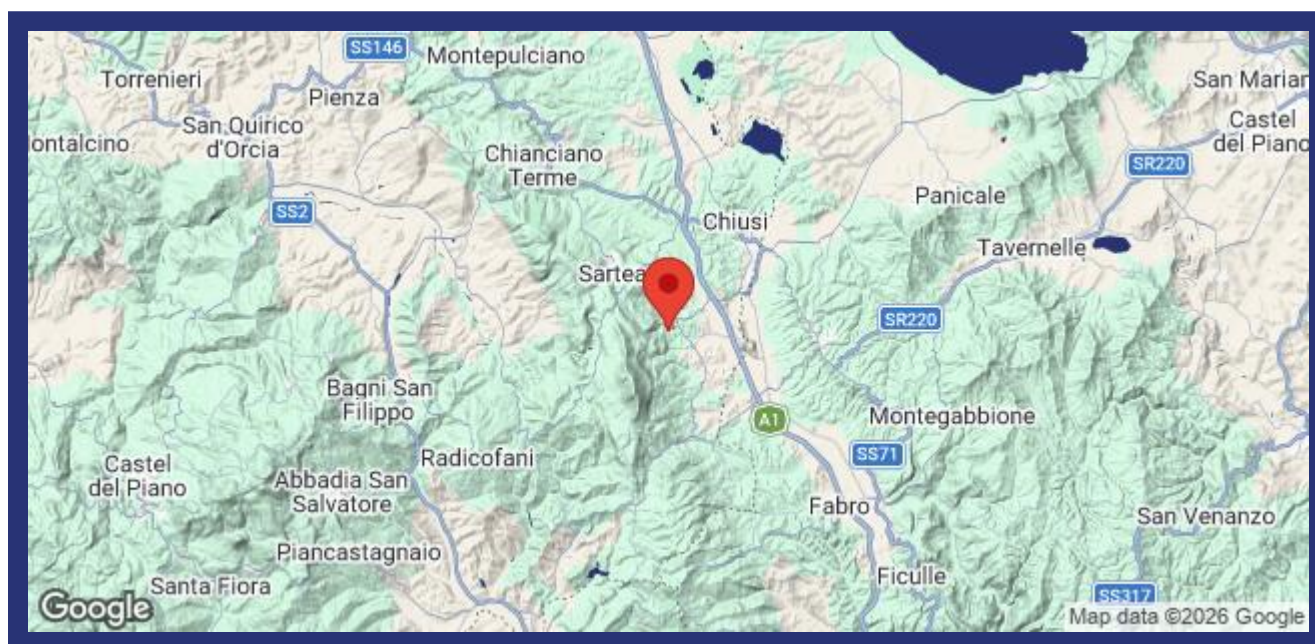 SS146
Montepulciano
Torrenieri
Pienza
San Marian
Castel
del Piano
San Quirico
d'Orcia
ontalcino
Chianciano
Terme
SR220
Panicale
SS2
Chiusi
Tavernelle
Sartea
SR220
Bagni San
Filippo
A1
Montegabbione
Radicofani
SS71
Castel
del Piano
Abbadia San
Salvatore
Fabro
San Venanzo
Piancastagnaio
Santa Fiora
Ficulle
SS317
Google
Map data ©2026 Google